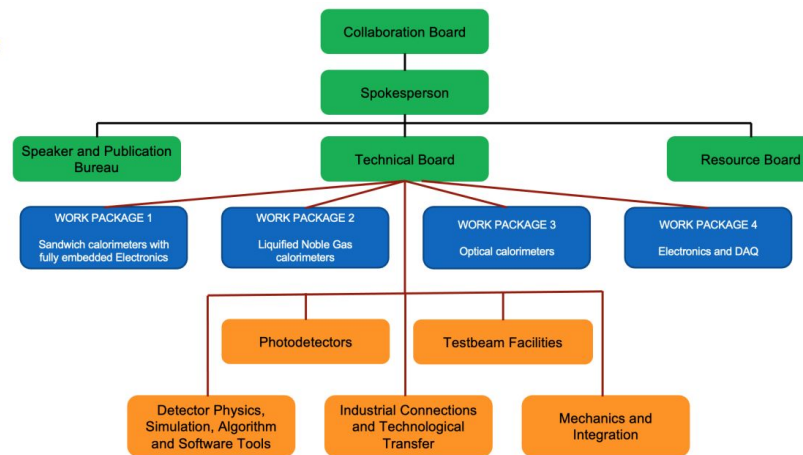 Collaboration Board
Spokesperson
Speaker and Publication
Bureau
Technical Board
Resource Board
WORK PACKAGE 1
Sandwich calorimeters with
fully embedded Electronics
WORK PACKAGE 2
Liquified Noble Gas
calorimeters
WORK PACKAGE 3
Optical calorimeters
WORK PACKAGE 4
Electronics and DAQ
Photodetectors
Testbeam Facilities
Detector Physics,
Simulation, Algorithm
and Software Tools
Industrial Connections
and Technological
Transfer
Mechanics and
Integration